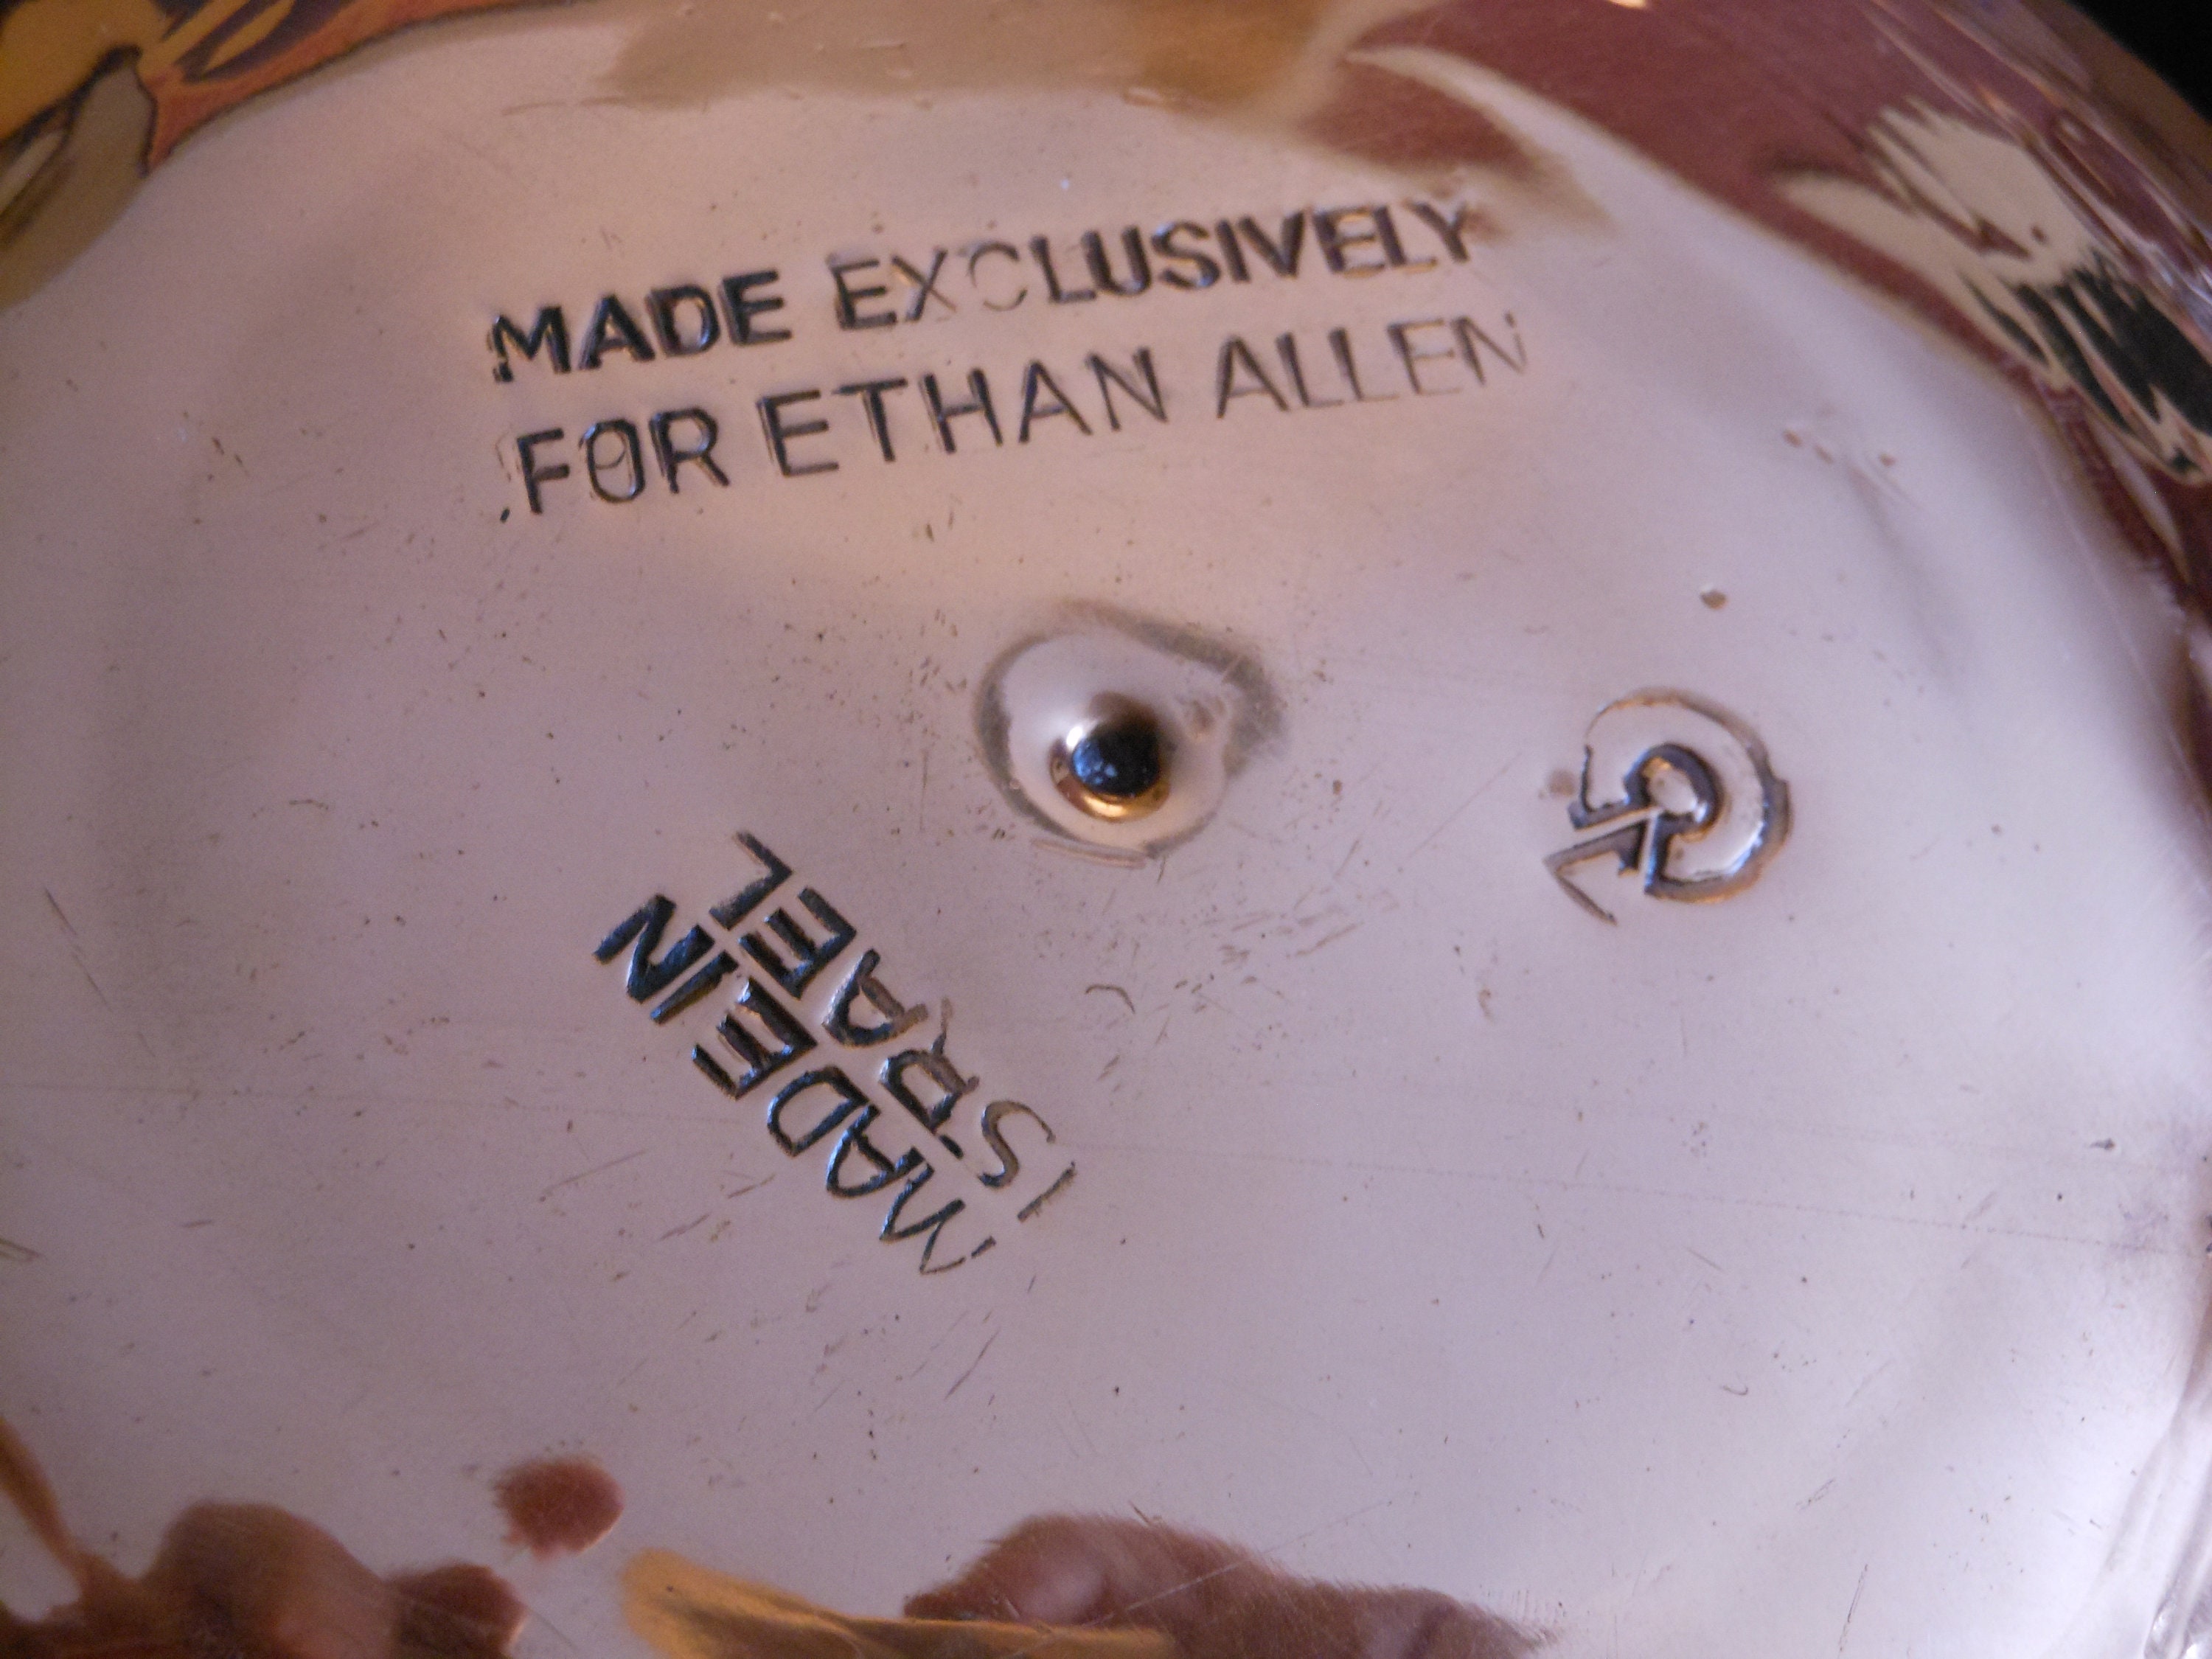 MADE EXCLUSIVELY
FOR ETHAN ALLEN
MADE IN
ISRAEL